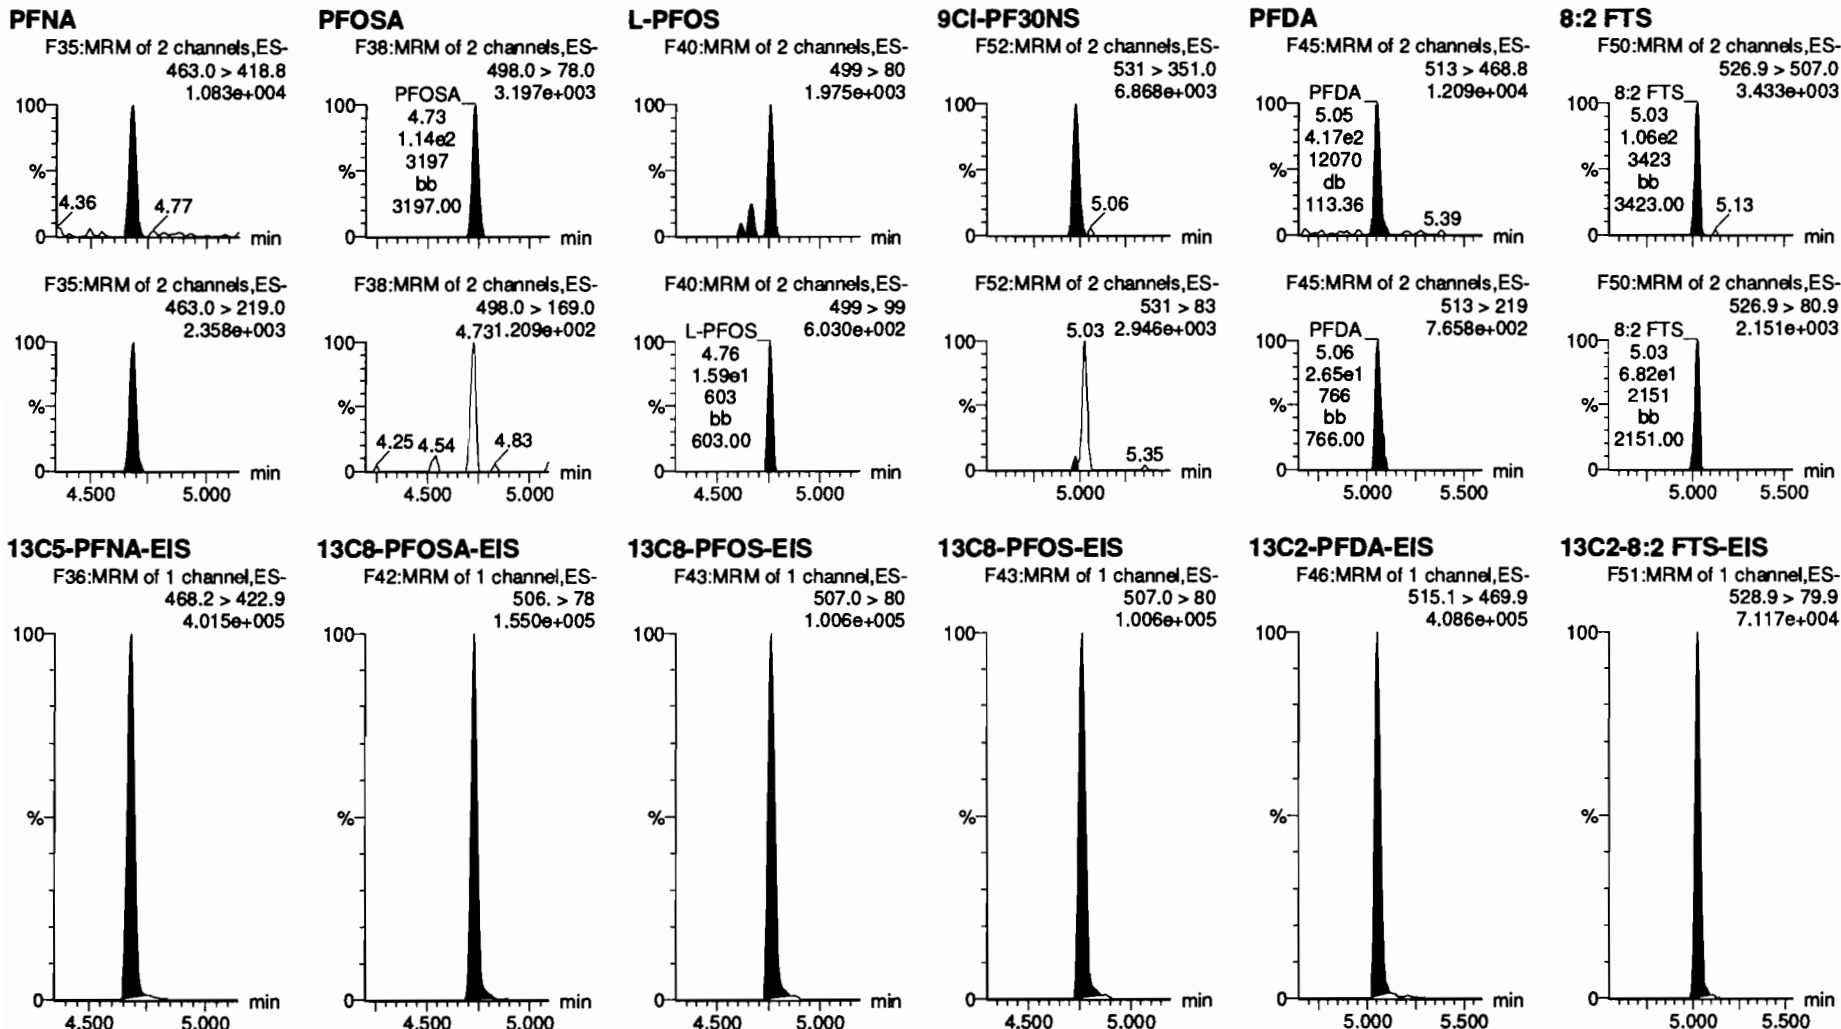 PFNA
F35:MRM of 2 channels,ES-
463.0 > 418.8
1.083e+004
100
%
0
4.36
4.77
min
F35:MRM of 2 channels,ES-
463.0 > 219.0
2.358e+003
100
%
0
min
4.500
5.000
PFOSA
F38:MRM of 2 channels,ES-
498.0 > 78.0
3.197e+003
100
%
0
PFOSA
4.73
1.14e2
3197
bb
3197.00
min
F38:MRM of 2 channels,ES-
498.0 > 169.0
4.731.209e+002
100
%
0
4.25
4.54
4.83
min
4.500
5.000
L-PFOS
F40:MRM of 2 channels,ES-
499 > 80
1.975e+003
100
%
0
min
F40:MRM of 2 channels,ES-
499 > 99
6.030e+002
100
%
0
L-PFOS
4.76
1.59e1
603
bb
603.00
min
4.500
5.000
9Cl-PF30NS
F52:MRM of 2 channels,ES-
531 > 351.0
6.868e+003
100
%
0
5.06
min
F52:MRM of 2 channels,ES-
531 > 83
5.03 2.946e+003
100
%
0
5.35
min
5.000
PFDA
F45:MRM of 2 channels,ES-
513 > 468.8
1.209e+004
100
%
0
PFDA
5.05
4.17e2
12070
db
113.36
5.39
min
F45:MRM of 2 channels,ES-
513 > 219
7.658e+002
100
%
0
PFDA
5.06
2.65e1
766
bb
766.00
min
5.000
5.500
8:2 FTS
F50:MRM of 2 channels,ES-
526.9 > 507.0
3.433e+003
100
%
0
8:2 FTS
5.03
1.06e2
3423
bb
3423.00
5.13
min
F50:MRM of 2 channels,ES-
526.9 > 80.9
2.151e+003
100
%
0
8:2 FTS
5.03
6.82e1
2151
bb
2151.00
min
5.000
5.500
13C5-PFNA-EIS
F36:MRM of 1 channel,ES-
468.2 > 422.9
4.015e+005
100
%
0
min
4.500
5.000
13C8-PFOSA-EIS
F42:MRM of 1 channel,ES-
506. > 78
1.550e+005
100
%
0
min
4.500
5.000
13C8-PFOS-EIS
F43:MRM of 1 channel,ES-
507.0 > 80
1.006e+005
100
%
0
min
4.500
5.000
13C8-PFOS-EIS
F43:MRM of 1 channel,ES-
507.0 > 80
1.006e+005
100
%
0
min
4.500
5.000
13C2-PFDA-EIS
F46:MRM of 1 channel,ES-
515.1 > 469.9
4.086e+005
100
%
0
min
5.000
5.500
13C2-8:2 FTS-EIS
F51:MRM of 1 channel,ES-
528.9 > 79.9
7.117e+004
100
%
0
min
5.000
5.500